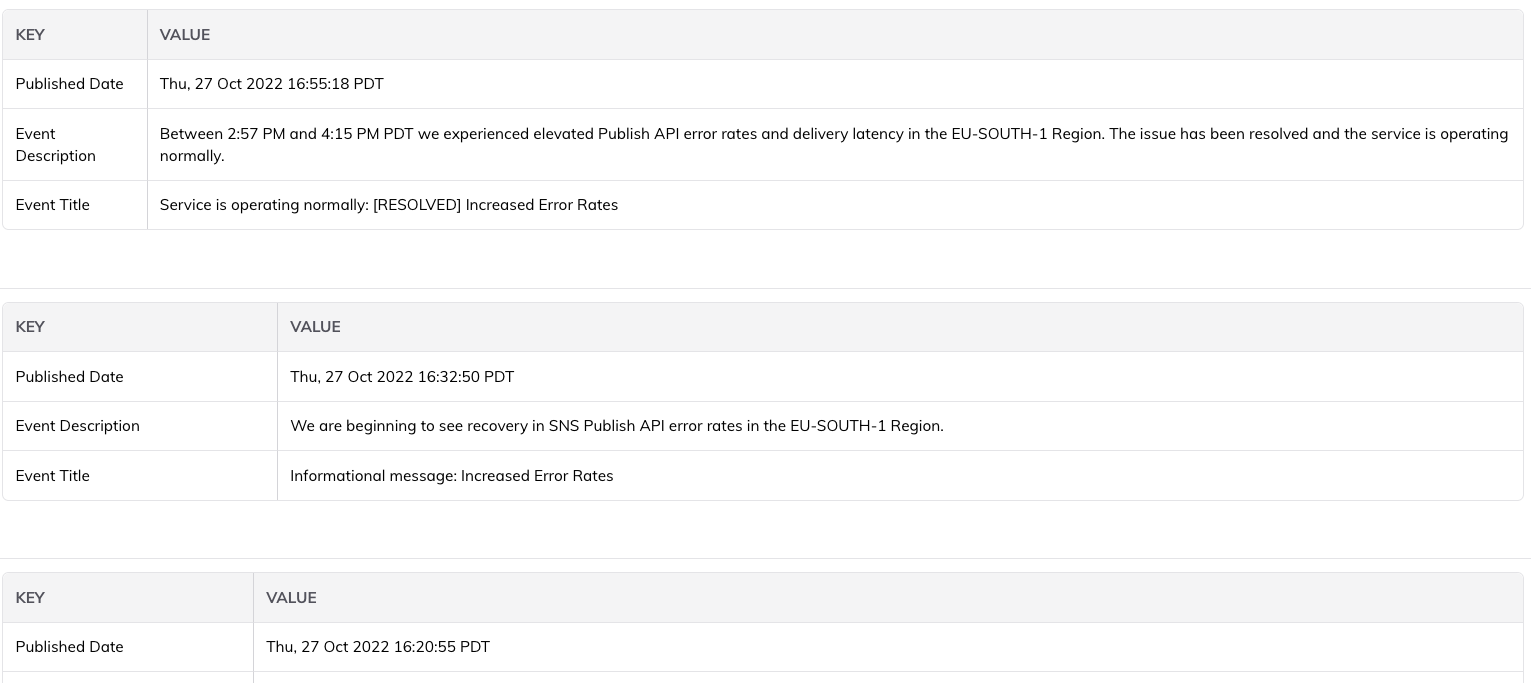 KEY VALUE
Published Date Thu, 27 Oct 2022 16:55:18 PDT
Event Description Between 2:57 PM and 4:15 PM PDT we experienced elevated Publish API error rates and delivery latency in the EU-SOUTH-1 Region. The issue has been resolved and the service is operating
normally.
Event Title Service is operating normally: [RESOLVED] Increased Error Rates
KEY VALUE
Published Date Thu, 27 Oct 2022 16:32:50 PDT
Event Description We are beginning to see recovery in SNS Publish API error rates in the EU-SOUTH-1 Region.
Event Title Informational message: Increased Error Rates
KEY VALUE
Published Date Thu, 27 Oct 2022 16:20:55 PDT